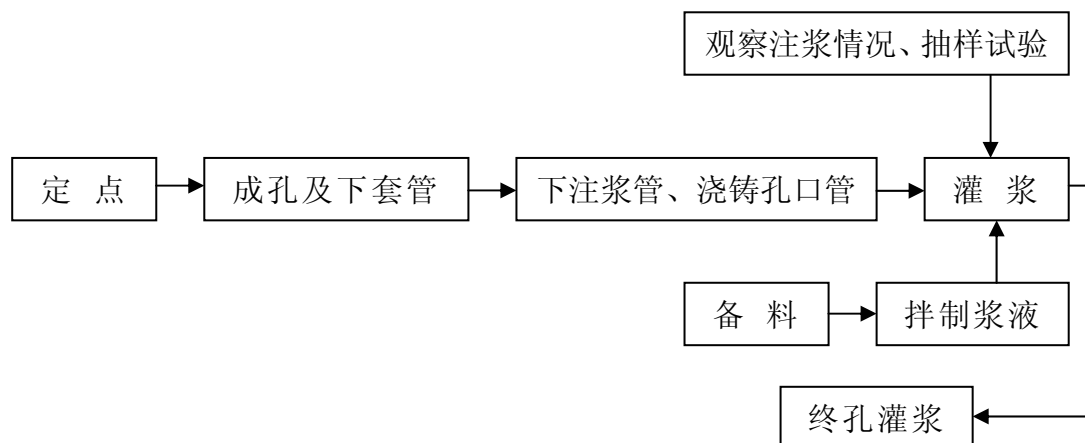 观察注浆情况、抽样试验
定 点
成孔及下套管
下注浆管、浇铸孔口管
灌 浆
备 料
拌制浆液
终孔灌浆